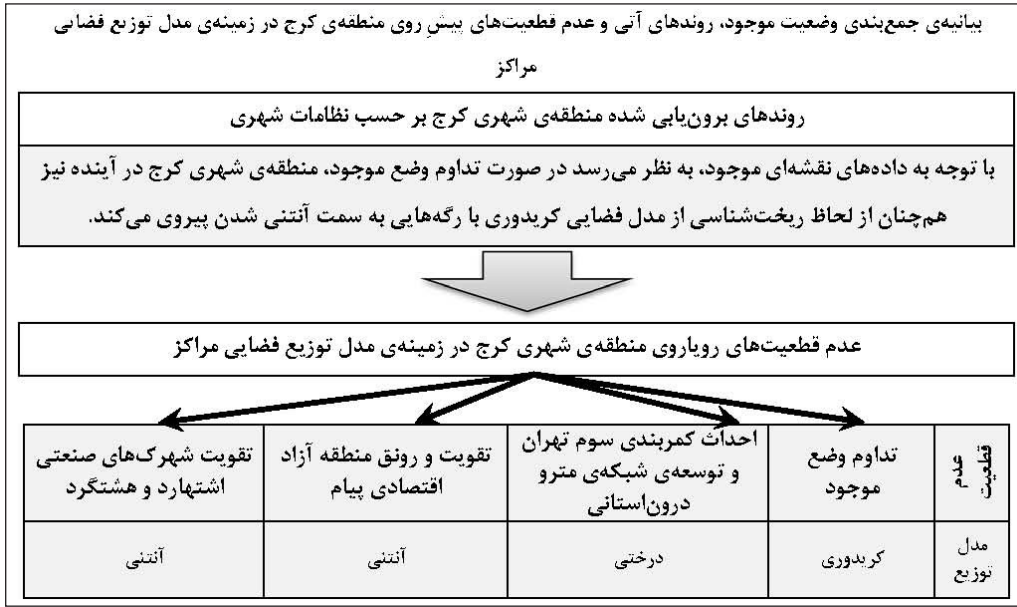 بیانیه‌ی جمع‌بندی وضعیت موجود، روندهای آتی و عدم قطعیت‌های پیشِ روی منطقه‌ی کرج در زمینه‌ی مدل توزیع فضایی
مراکز
روندهای برون‌یابی شده منطقه‌ی شهری کرج بر حسب نظامات شهری
با توجه به داده‌های نقشه‌ای موجود، به نظر می‌رسد در صورت تداوم وضع موجود، منطقه‌ی شهری کرج در آینده نیز
هم‌چنان از لحاظ ریخت‌شناسی از مدل فضایی کریدوری با رگه‌هایی به سمت آنتنی شدن پیروی می‌کند.
عدم قطعیت‌های رویاروی منطقه‌ی شهری کرج در زمینه‌ی مدل توزیع فضایی مراکز
عدم
قطعیت
تداوم وضع
موجود
احداث کمربندی سوم تهران
و توسعه‌ی شبکه‌ی مترو
درون‌استانی
تقویت و رونق منطقه آزاد
اقتصادی پیام
تقویت شهرک‌های صنعتی
اشتهارد و هشتگرد
مدل
توزیع
کریدوری
درختی
آنتنی
آنتنی